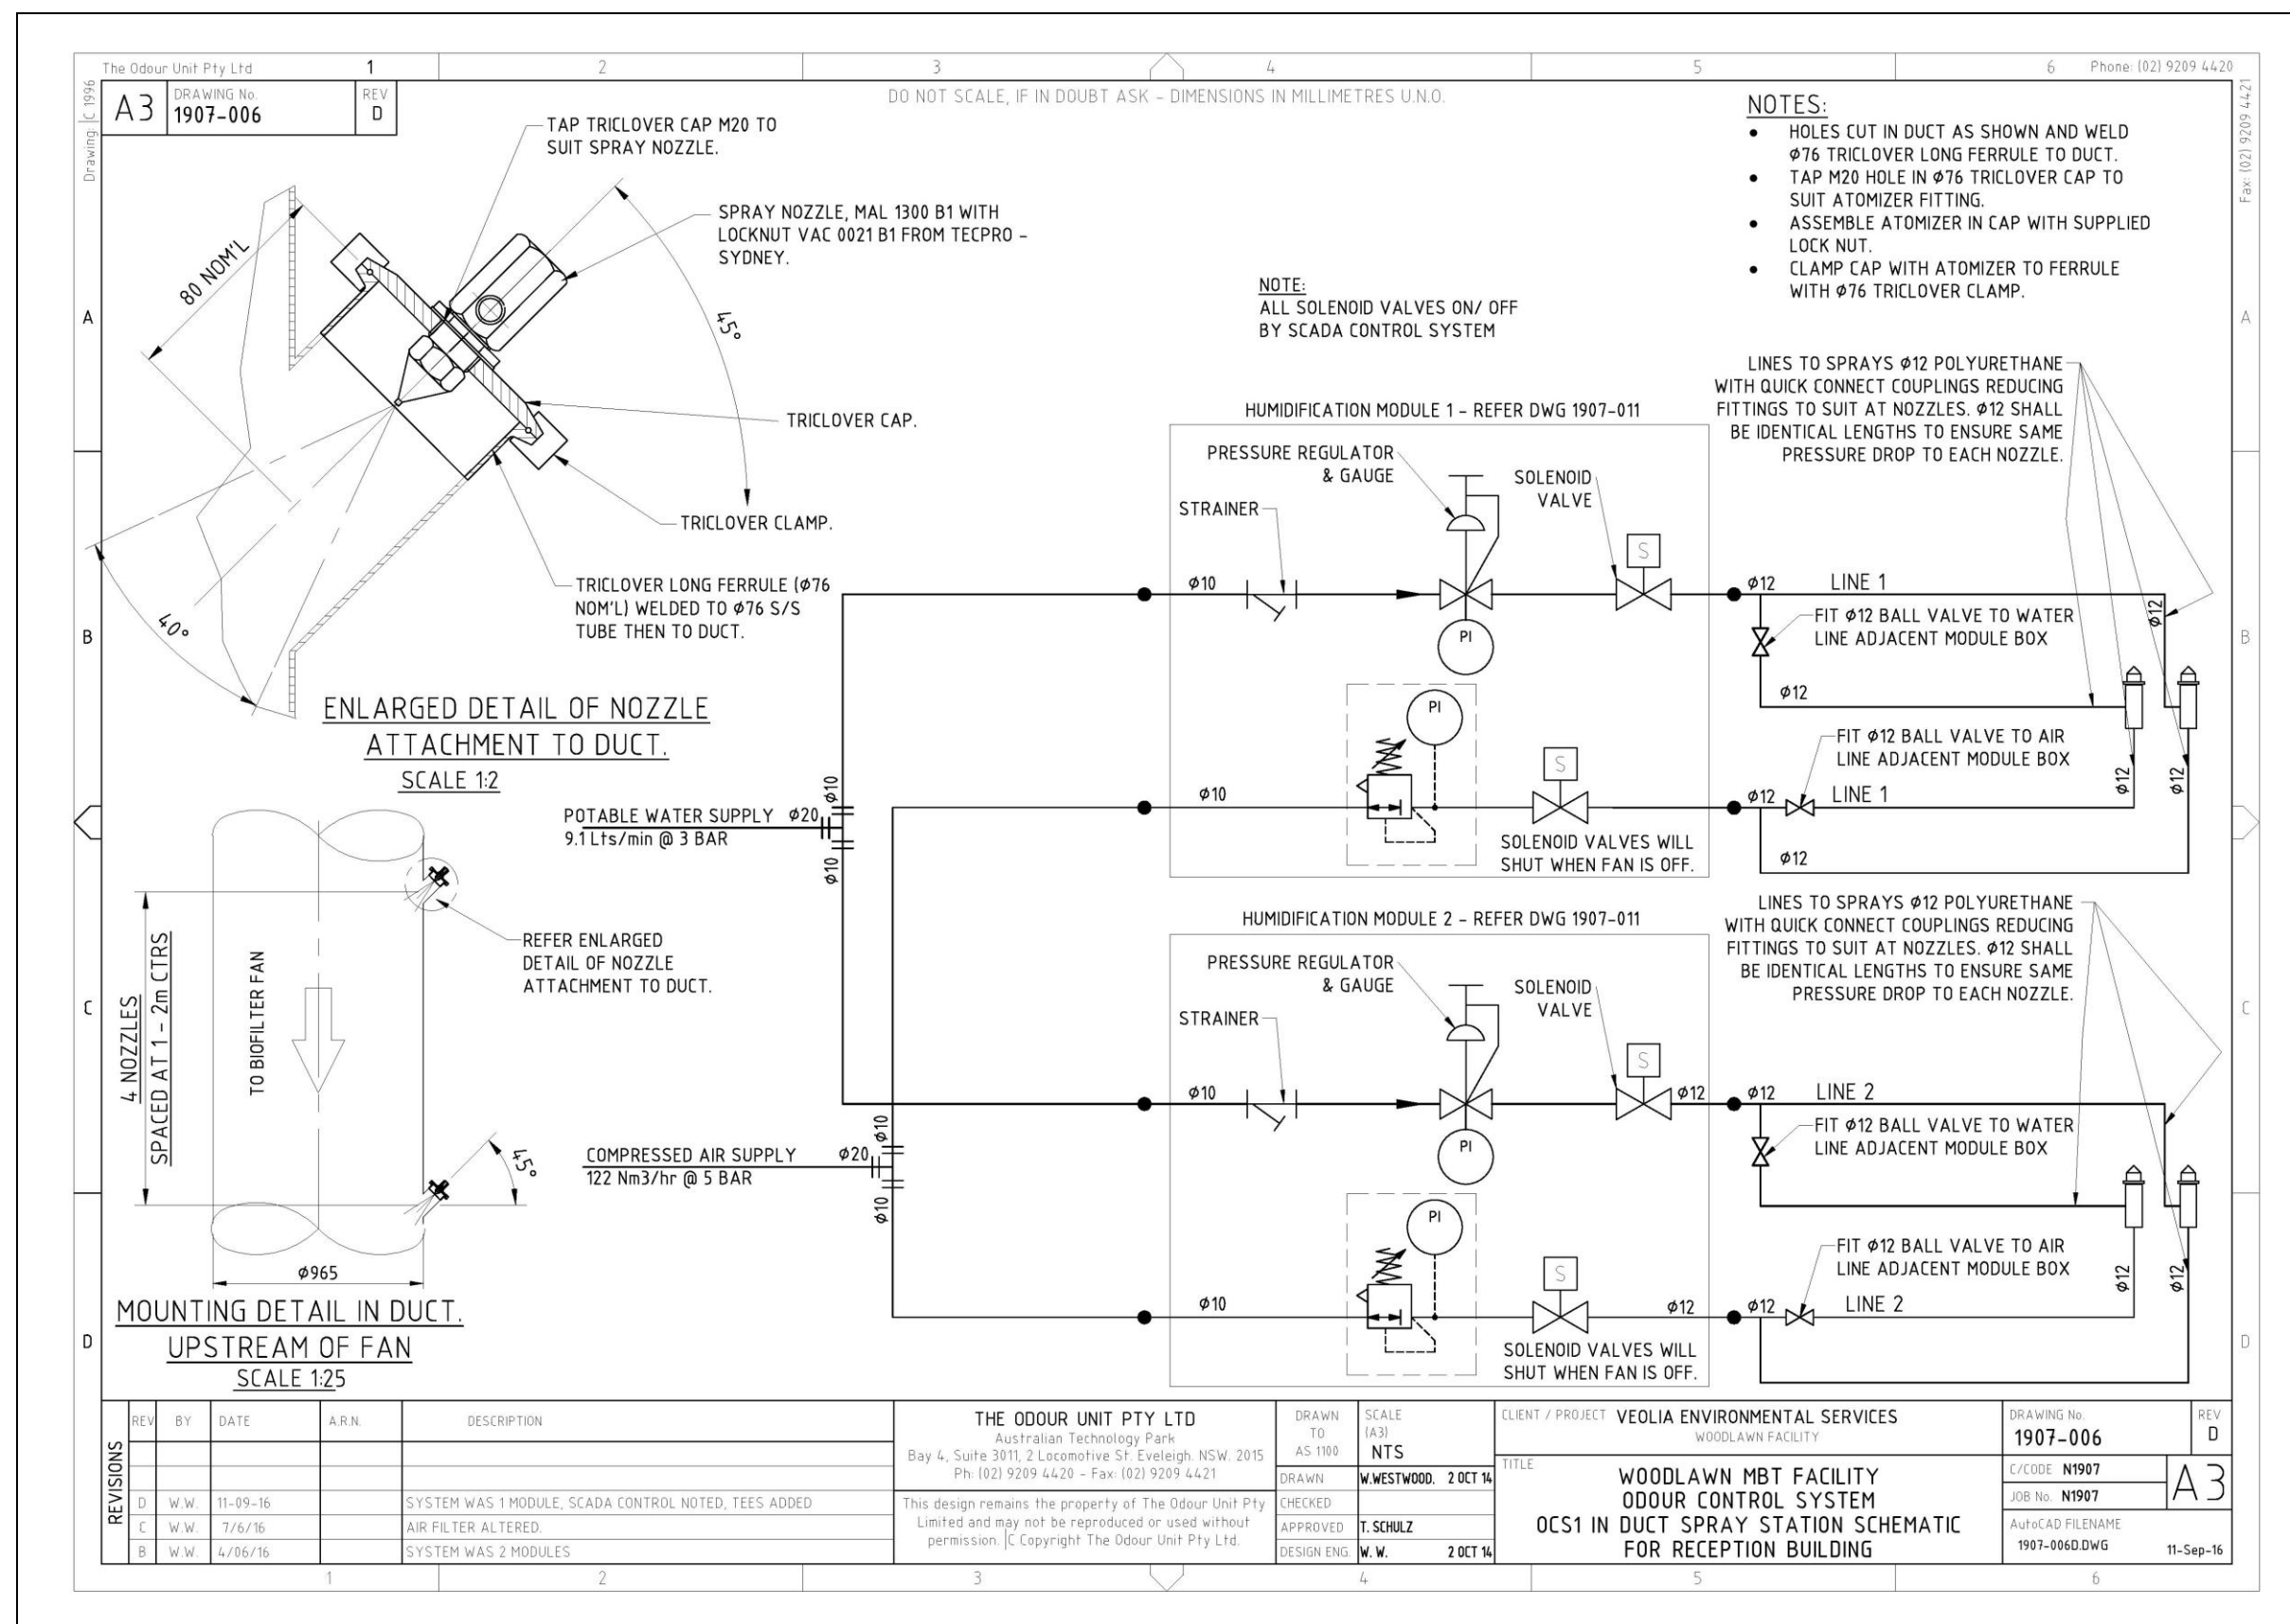 The Odour Unit Pty Ltd
1
2
3
4
5
6
Phone: (02) 9209 4420
Fax: (02) 9209 4421
Drawing: |C 1996
A3
DRAWING No.
1907-006
REV
D
DO NOT SCALE, IF IN DOUBT ASK - DIMENSIONS IN MILLIMETRES U.N.O.
NOTES:
• HOLES CUT IN DUCT AS SHOWN AND WELD
Ø76 TRICLOVER LONG FERRULE TO DUCT.
• TAP M20 HOLE IN Ø76 TRICLOVER CAP TO
SUIT ATOMIZER FITTING.
• ASSEMBLE ATOMIZER IN CAP WITH SUPPLIED
LOCK NUT.
• CLAMP CAP WITH ATOMIZER TO FERRULE
WITH Ø76 TRICLOVER CLAMP.
TAP TRICLOVER CAP M20 TO
SUIT SPRAY NOZZLE.
SPRAY NOZZLE, MAL 1300 B1 WITH
LOCKNUT VAC 0021 B1 FROM TECPRO -
SYDNEY.
80 NOM'L
45°
TRICLOVER CAP.
TRICLOVER CLAMP.
TRICLOVER LONG FERRULE (Ø76
NOM'L) WELDED TO Ø76 S/S
TUBE THEN TO DUCT.
40°
ENLARGED DETAIL OF NOZZLE
ATTACHMENT TO DUCT.
SCALE 1:2
A
B
C
D
A
B
C
D
NOTE:
ALL SOLENOID VALVES ON/ OFF
BY SCADA CONTROL SYSTEM
HUMIDIFICATION MODULE 1 - REFER DWG 1907-011
PRESSURE REGULATOR
& GAUGE
STRAINER
SOLENOID
VALVE
S
Ø10
PI
Ø12
LINE 1
LINES TO SPRAYS Ø12 POLYURETHANE
WITH QUICK CONNECT COUPLINGS REDUCING
FITTINGS TO SUIT AT NOZZLES. Ø12 SHALL
BE IDENTICAL LENGTHS TO ENSURE SAME
PRESSURE DROP TO EACH NOZZLE.
Ø12
FIT Ø12 BALL VALVE TO WATER
LINE ADJACENT MODULE BOX
Ø12
PI
S
FIT Ø12 BALL VALVE TO AIR
LINE ADJACENT MODULE BOX
Ø10
Ø12
LINE 1
Ø12
Ø12
SOLENOID VALVES WILL
SHUT WHEN FAN IS OFF.
Ø12
POTABLE WATER SUPPLY Ø20
9.1 Lts/min @ 3 BAR
Ø10
Ø10
HUMIDIFICATION MODULE 2 - REFER DWG 1907-011
PRESSURE REGULATOR
& GAUGE
STRAINER
SOLENOID
VALVE
S
Ø10
PI
Ø12
Ø12
LINE 2
LINES TO SPRAYS Ø12 POLYURETHANE
WITH QUICK CONNECT COUPLINGS REDUCING
FITTINGS TO SUIT AT NOZZLES. Ø12 SHALL
BE IDENTICAL LENGTHS TO ENSURE SAME
PRESSURE DROP TO EACH NOZZLE.
FIT Ø12 BALL VALVE TO WATER
LINE ADJACENT MODULE BOX
PI
S
FIT Ø12 BALL VALVE TO AIR
LINE ADJACENT MODULE BOX
Ø10
Ø12
Ø12
LINE 2
Ø12
Ø12
SOLENOID VALVES WILL
SHUT WHEN FAN IS OFF.
COMPRESSED AIR SUPPLY Ø20
122 Nm3/hr @ 5 BAR
Ø10
Ø10
REFER ENLARGED
DETAIL OF NOZZLE
ATTACHMENT TO DUCT.
4 NOZZLES
SPACED AT 1 - 2m CTRS
TO BIOFILTER FAN
45°
Ø965
MOUNTING DETAIL IN DUCT.
UPSTREAM OF FAN
SCALE 1:25
REVISIONS
REV BY DATE A.R.N. DESCRIPTION
D W.W. 11-09-16 SYSTEM WAS 1 MODULE, SCADA CONTROL NOTED, TEES ADDED
C W.W. 7/6/16 AIR FILTER ALTERED.
B W.W. 4/06/16 SYSTEM WAS 2 MODULES
THE ODOUR UNIT PTY LTD
Australian Technology Park
Bay 4, Suite 3011, 2 Locomotive St. Eveleigh. NSW. 2015
Ph: (02) 9209 4420 - Fax: (02) 9209 4421
This design remains the property of The Odour Unit Pty
Limited and may not be reproduced or used without
permission. |C Copyright The Odour Unit Pty Ltd.
DRAWN
TO
AS 1100
SCALE
(A3)
NTS
DRAWN W.WESTWOOD. 2 OCT 14
CHECKED
APPROVED T. SCHULZ
DESIGN ENG. W. W. 2 OCT 14
CLIENT / PROJECT VEOLIA ENVIRONMENTAL SERVICES
WOODLAWN FACILITY
TITLE
WOODLAWN MBT FACILITY
ODOUR CONTROL SYSTEM
OCS1 IN DUCT SPRAY STATION SCHEMATIC
FOR RECEPTION BUILDING
DRAWING No.
1907-006
REV
D
C/CODE N1907
JOB No. N1907
A3
AutoCAD FILENAME
1907-006D.DWG
11-Sep-16
1
2
3
4
5
6